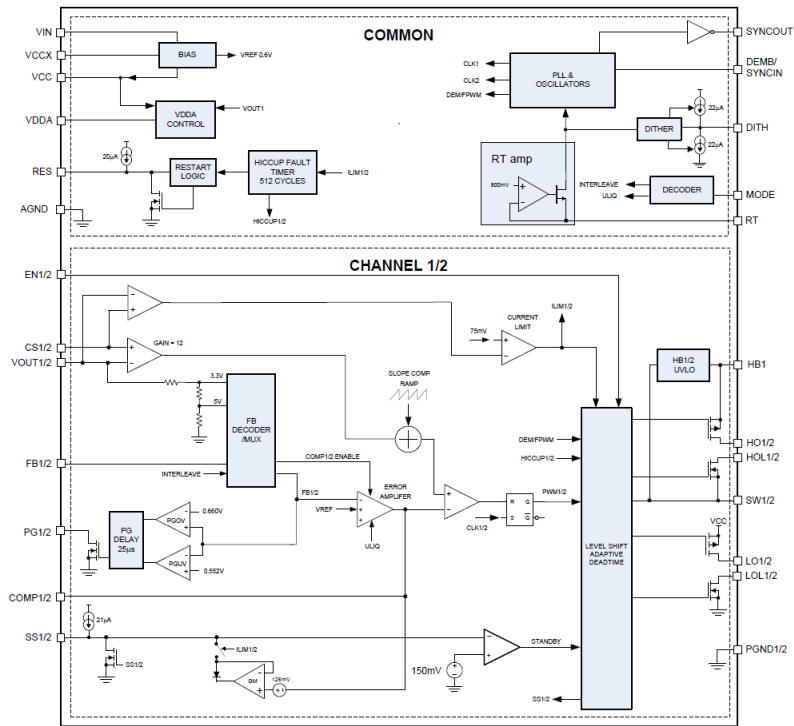 COMMON
VIN
VCCX
VCC
VDDA
RES
AGND
BIAS
VREF 0.6V
VDDA
CONTROL
VOUT1
20µA
RESTART
LOGIC
HICCUP FAULT
TIMER
512 CYCLES
ILIM1/2
HICCUP1/2
CLK1
CLK2
DEM/FPWM
PLL &
OSCILLATORS
RT amp
800mV
+
−
DITHER
22µA
22µA
INTERLEAVE
ULIQ
DECODER
SYNCOUT
DEMB/
SYNCIN
DITH
MODE
RT
CHANNEL 1/2
EN1/2
CS1/2
VOUT1/2
FB1/2
PG1/2
COMP1/2
SS1/2
−
+
+
−
GAIN = 12
3.3V
5V
FB
DECODER
/MUX
INTERLEAVE
COMP1/2 ENABLE
FB1/2
VREF
-
+
+
ERROR
AMPLIFER
ULIQ
SLOPE COMP
RAMP
75mV
+
−
CURRENT
LIMIT
ILIM1/2
+
−
R Q
S Q
CLK1/2
PWM1/2
DEM/FPWM
HICCUP1/2
PG
DELAY
25µs
PGOV
-
+
0.660V
PGUV
-
+
0.552V
21µA
SS1/2
ILIM1/2
GM
-
+
125mV
+
150mV
+
−
−
+
STANDBY
SS1/2
LEVEL SHIFT
ADAPTIVE
DEADTIME
HB1/2
UVLO
VCC
HB1
HO1/2
HOL1/2
SW1/2
LO1/2
LOL1/2
PGND1/2